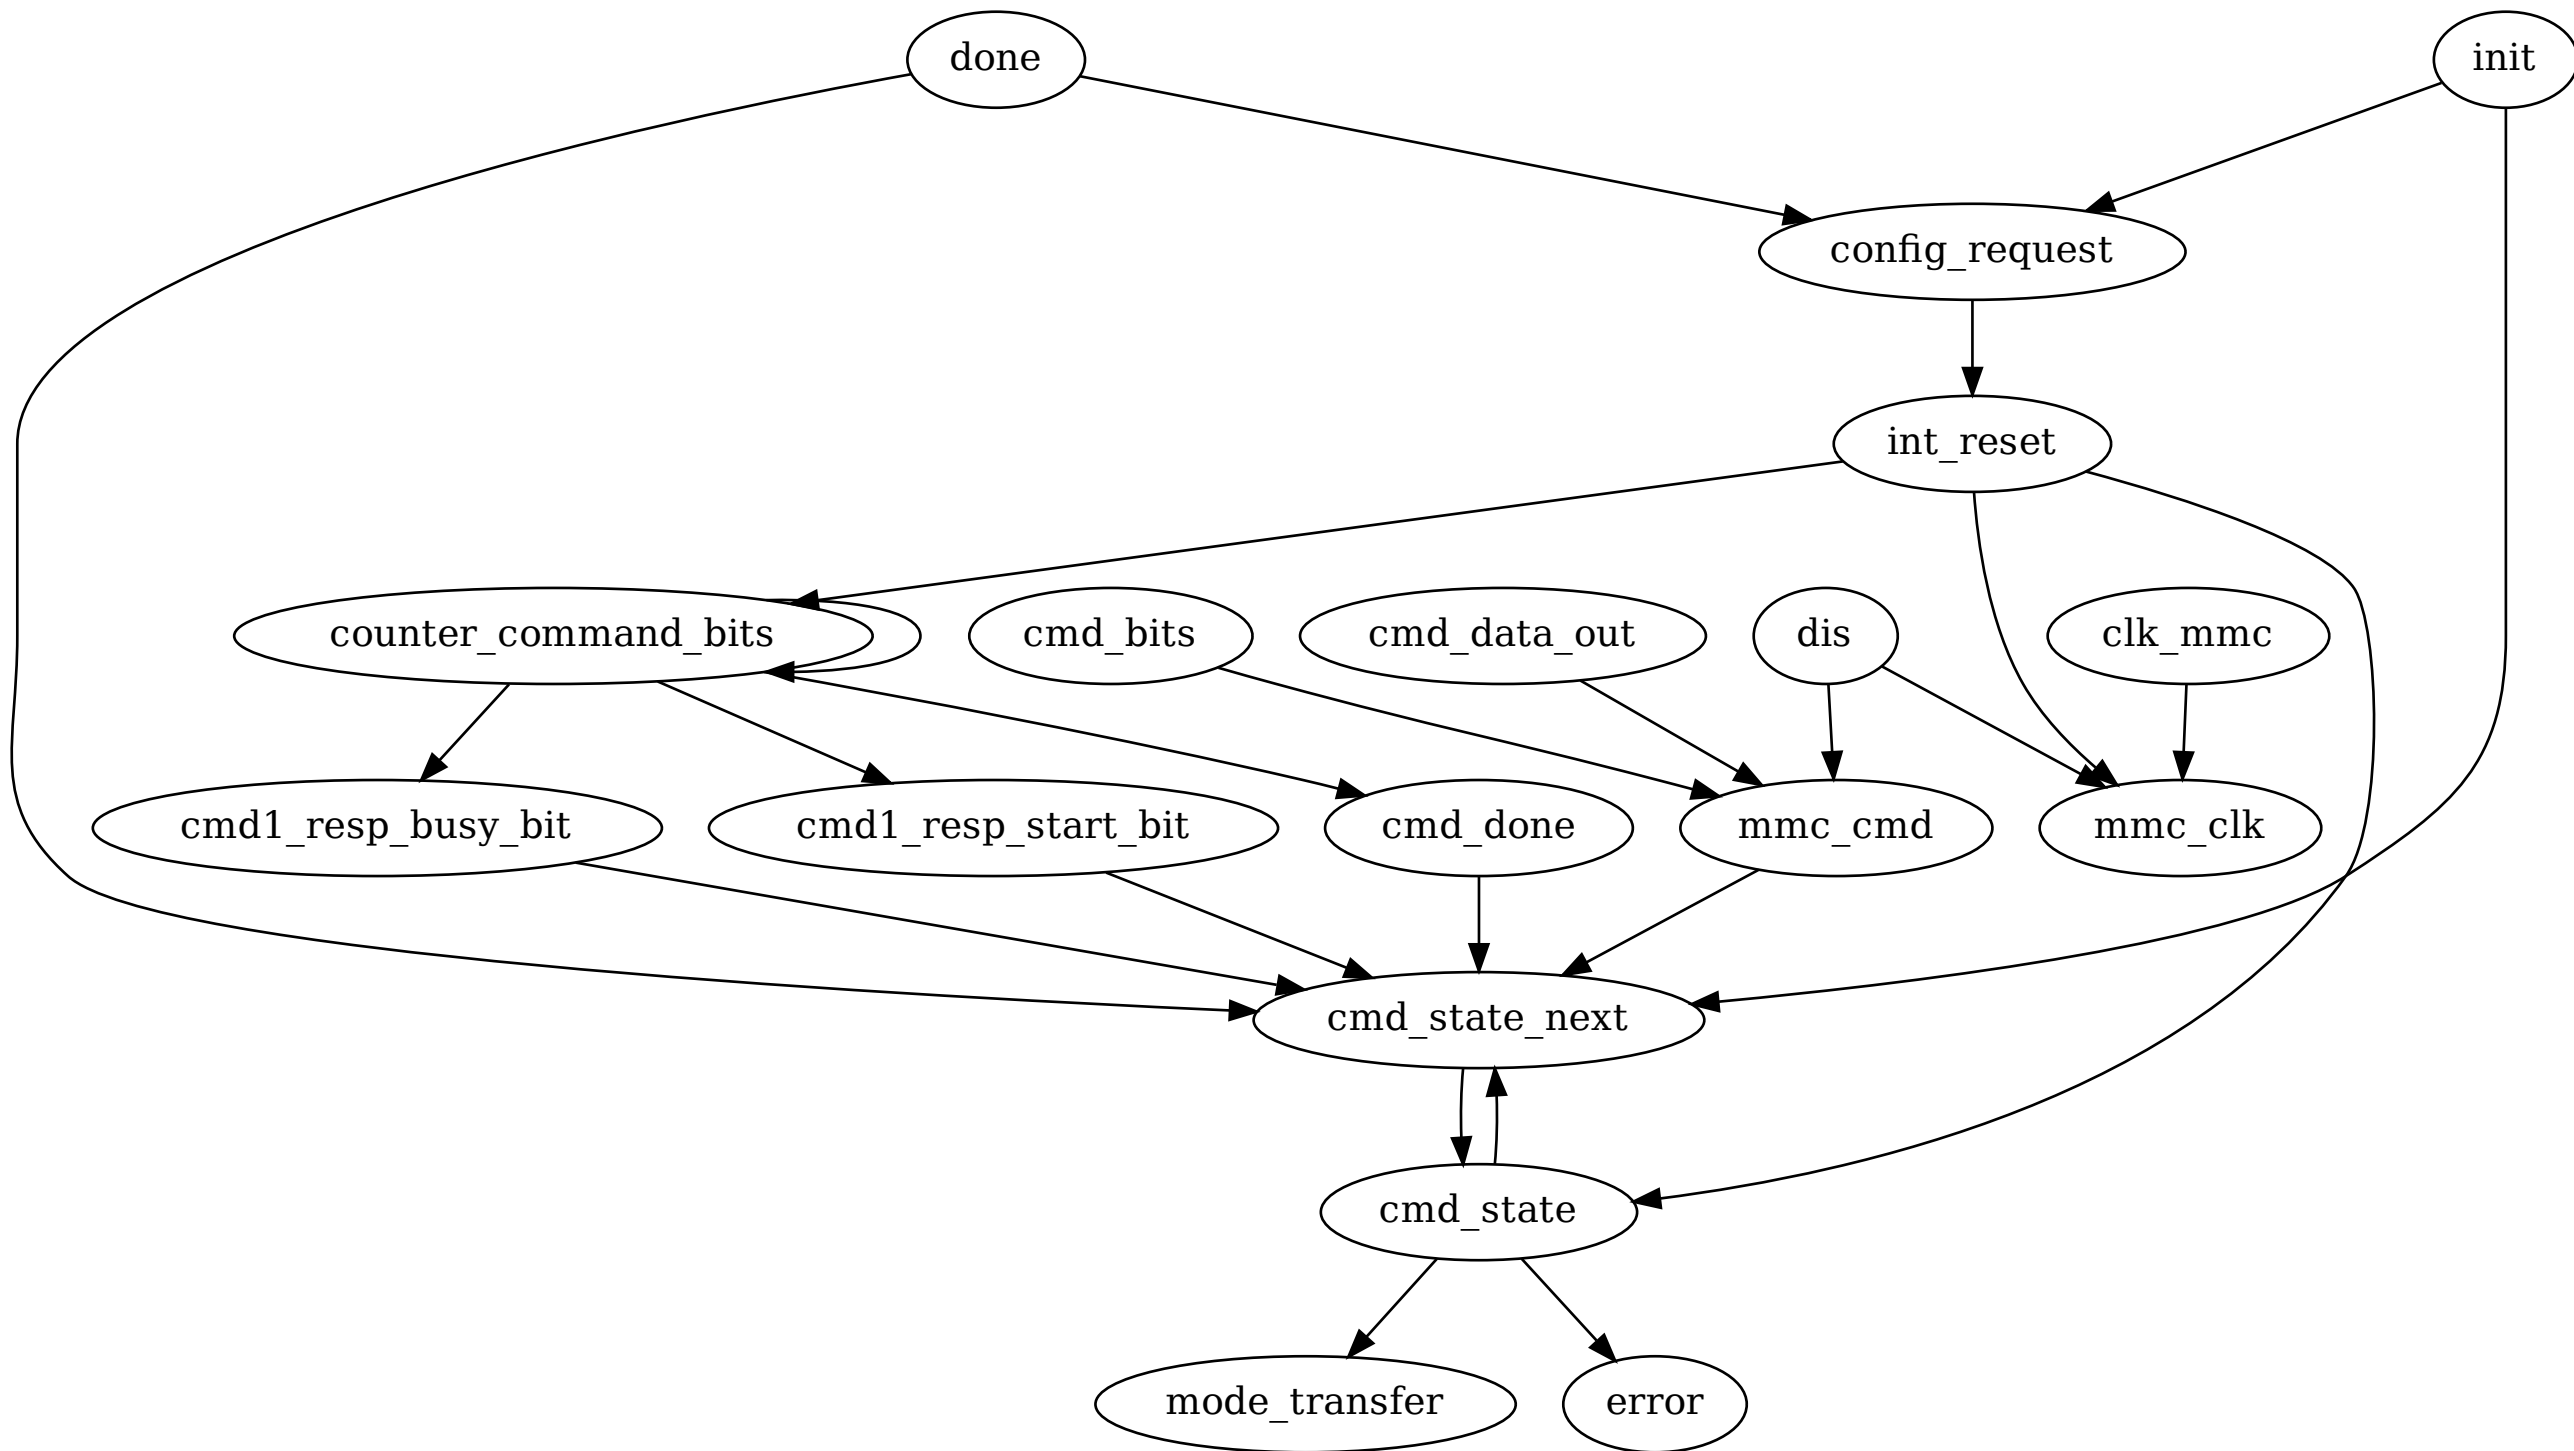 done
init
config_request
int_reset
counter_command_bits
cmd_bits
cmd_data_out
dis
clk_mmc
cmd1_resp_busy_bit
cmd1_resp_start_bit
cmd_done
mmc_cmd
mmc_clk
cmd_state_next
cmd_state
mode_transfer
error